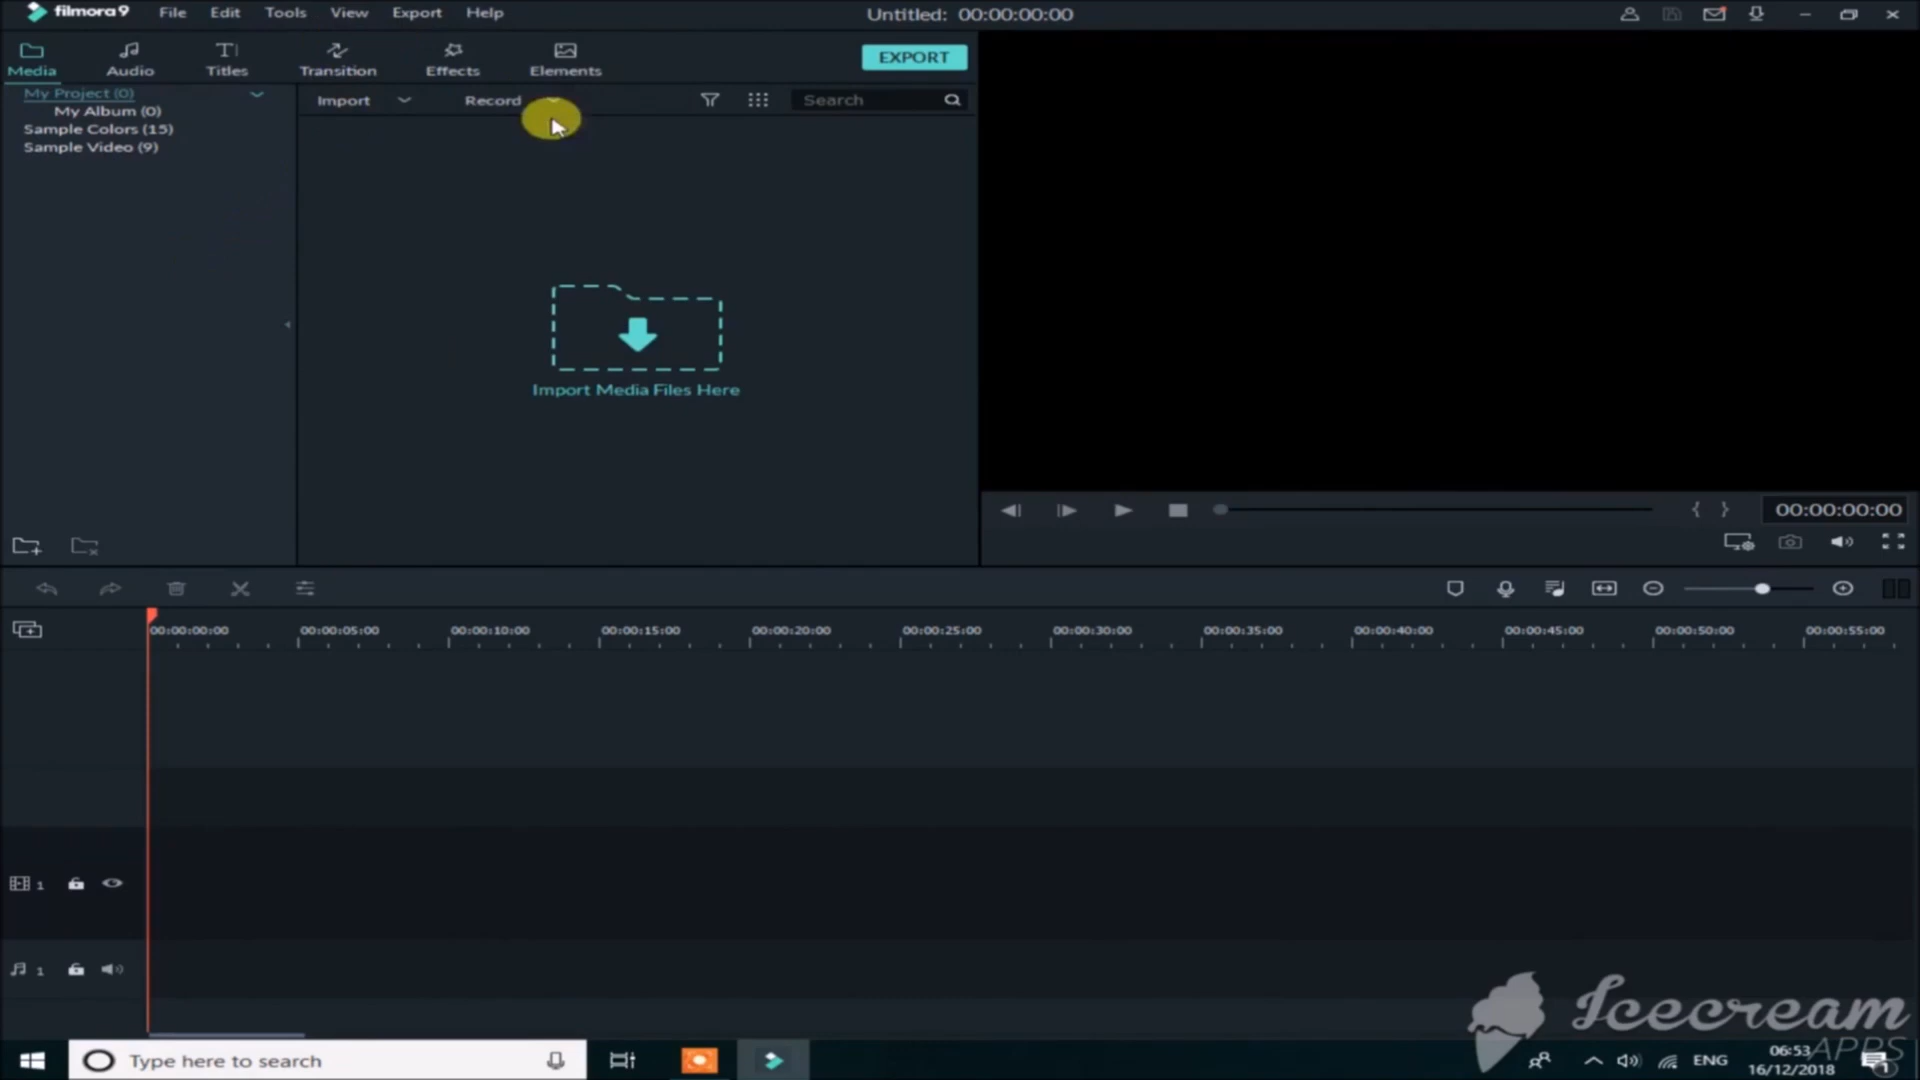 filmora9 File Edit Tools View Export Help Untitled: 00:00:00:00
Media Audio Titles Transition Effects Elements EXPORT
My Project (0)
My Album (0)
Sample Colors (15)
Sample Video (9)
Import Record Search
Import Media Files Here
{ } 00:00:00:00
00:00:00:00 00:00:05:00 00:00:10:00 00:00:15:00 00:00:20:00 00:00:25:00 00:00:30:00 00:00:35:00 00:00:40:00 00:00:45:00 00:00:50:00 00:00:55:00
1
1
Icecream
APPS
Type here to search ENG 06:53
16/12/2018 1